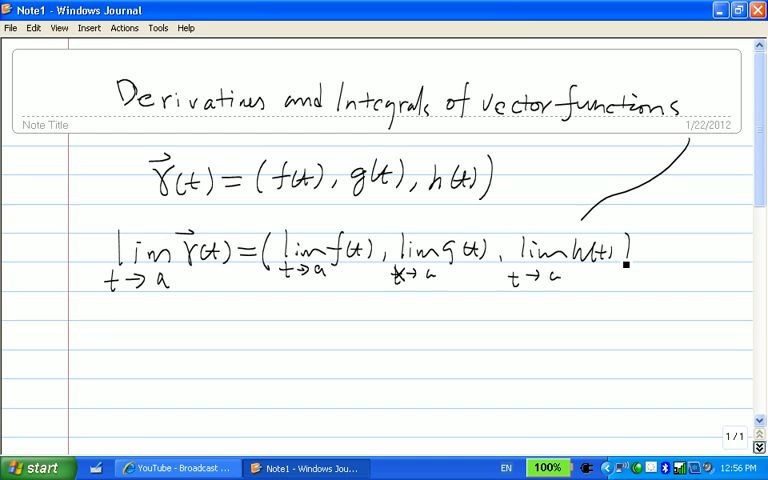 Note1 - Windows Journal
File Edit View Insert Actions Tools Help
Derivatives and Integrals of vector functions
Note Title 1/22/2012
r⃗(t) = (f(t), g(t), h(t))
lim r⃗(t) = (lim f(t), lim g(t), lim h(t))
t→a t→a t→a t→a
1/1
start YouTube - Broadcast ... Note1 - Windows Jour... EN 100% 12:56 PM